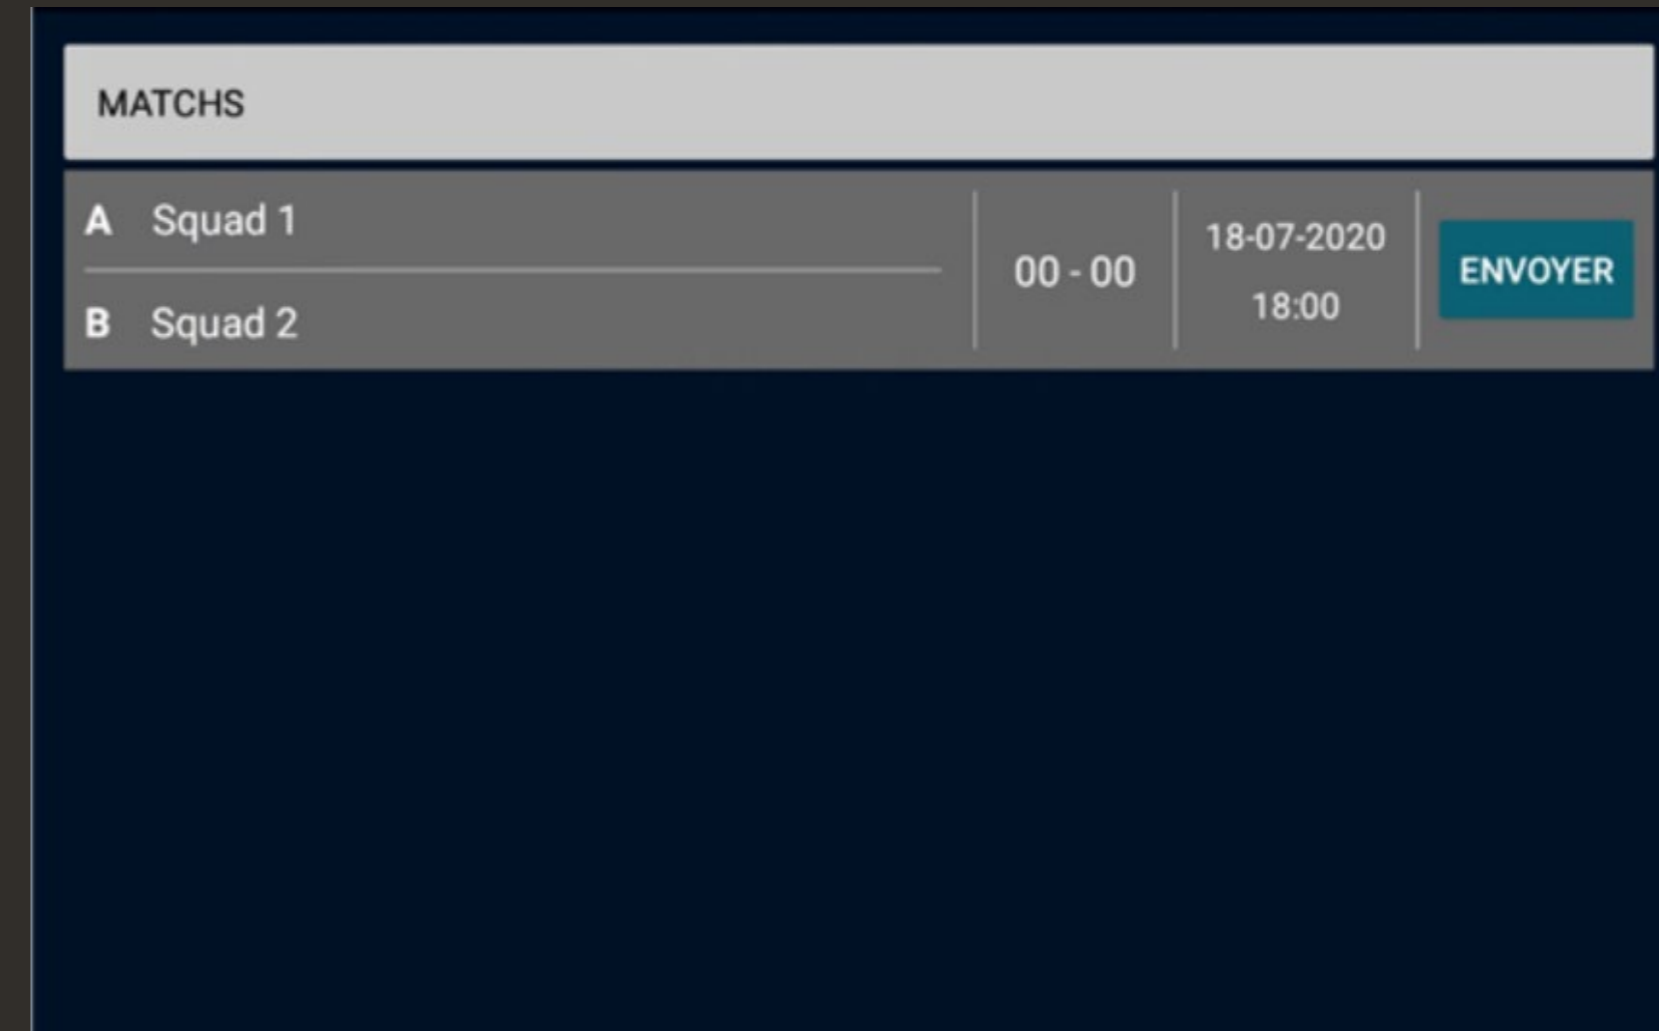 MATCHS
A Squad 1
B Squad 2
00 - 00
18-07-2020
18:00
ENVOYER